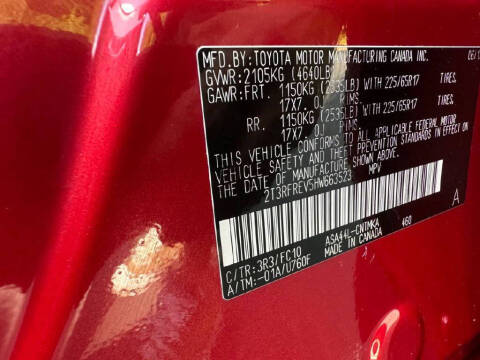 MFD.BY: TOYOTA MOTOR MANUFACTURING CANADA INC. 06/1
GVWR: 2105KG (4640LB)
GAWR:FRT. 1150KG (2535LB) WITH 225/65R17 TIRES.
17X7. 0J RIMS.
RR. 1150KG (2535LB) WITH 225/65R17 TIRES.
17X7. 0J RIMS.
THIS VEHICLE CONFORMS TO ALL APPLICABLE FEDERAL MOTOR
VEHICLE SAFETY AND THEFT PREVENTION STANDARDS IN EFFECT
ON THE DATE OF MANUFACTURE SHOWN ABOVE.
2T3RFREV5HW663523 MPV
A
C/TR: 3R3/FC10 ASA44L-CNTMKA 460
A/TM:-01A/U760F MADE IN CANADA